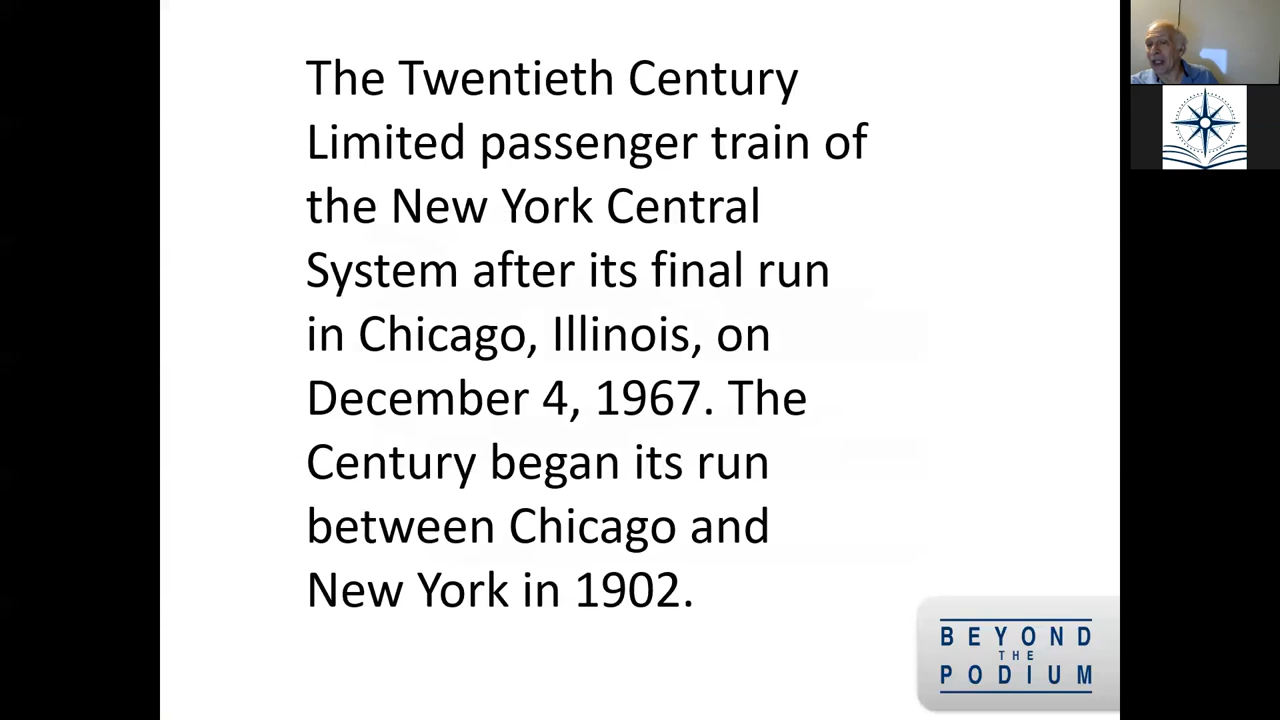 The Twentieth Century
Limited passenger train of
the New York Central
System after its final run
in Chicago, Illinois, on
December 4, 1967. The
Century began its run
between Chicago and
New York in 1902.
BEYOND
THE
PODIUM